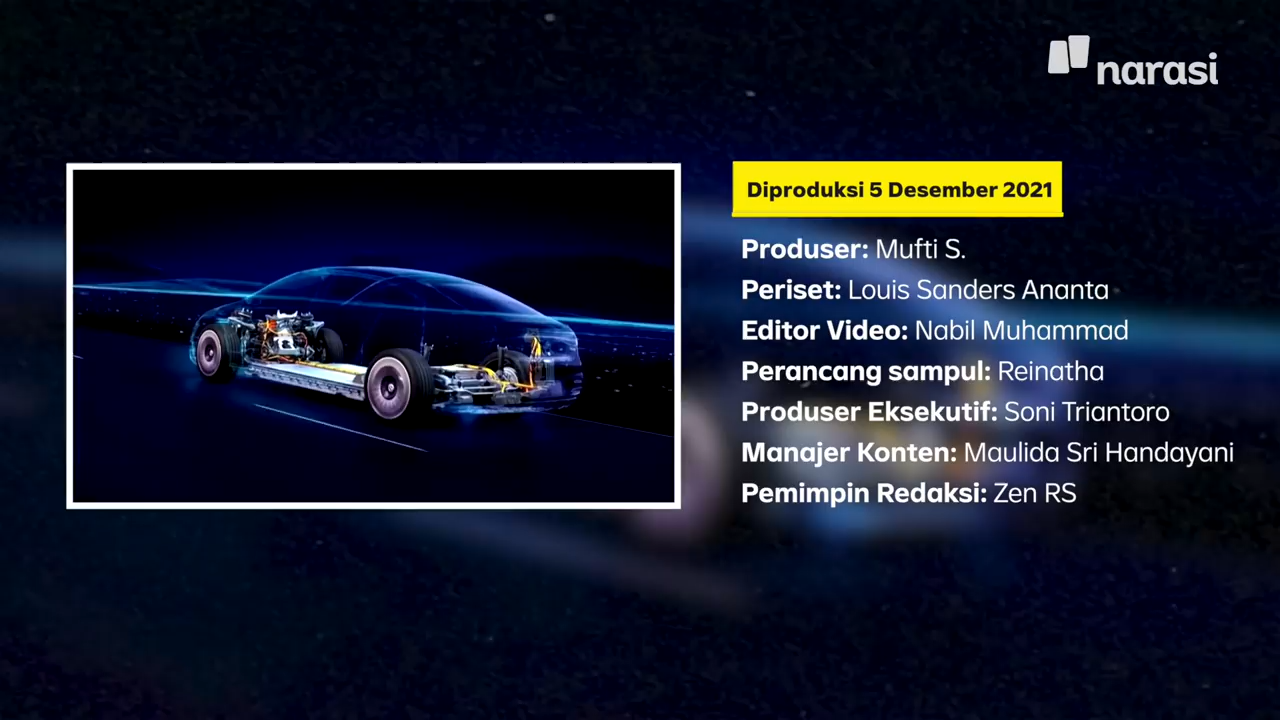 narasi
Diproduksi 5 Desember 2021
Produser: Mufti S.
Periset: Louis Sanders Ananta
Editor Video: Nabil Muhammad
Perancang sampul: Reinatha
Produser Eksekutif: Soni Triantoro
Manajer Konten: Maulida Sri Handayani
Pemimpin Redaksi: Zen RS